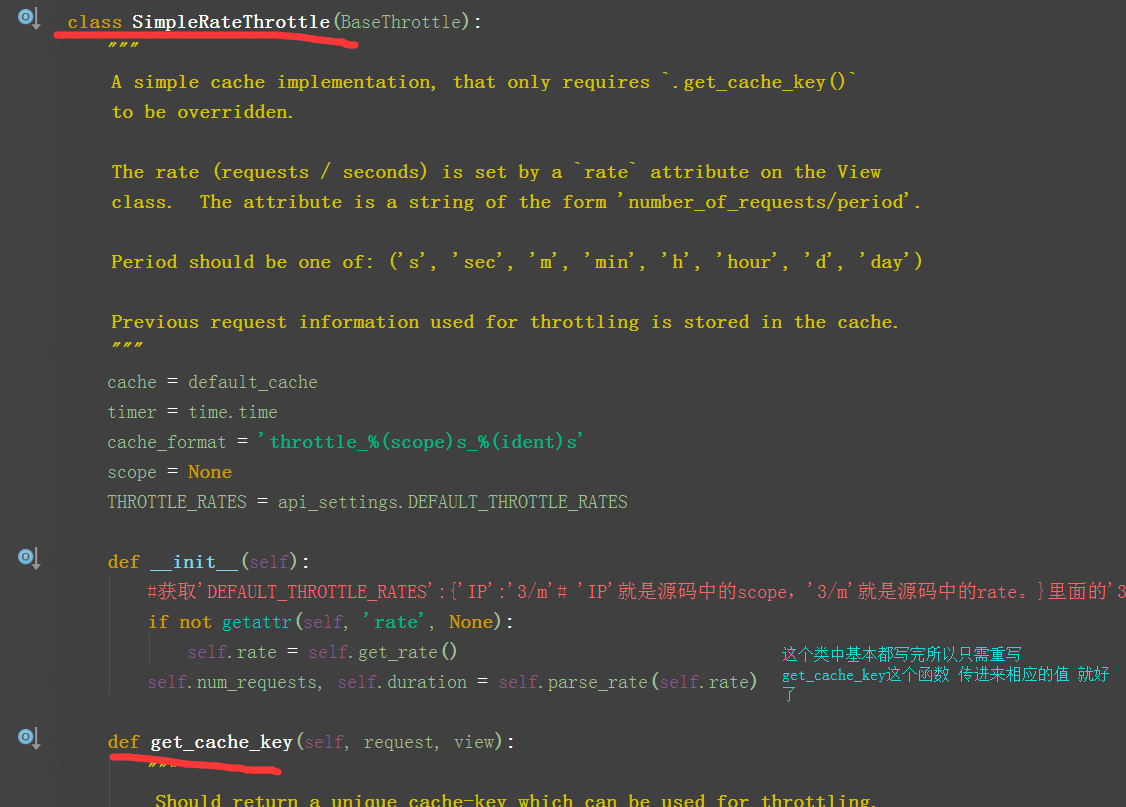 class SimpleRateThrottle(BaseThrottle):
"""
A simple cache implementation, that only requires `.get_cache_key()`
to be overridden.
The rate (requests / seconds) is set by a `rate` attribute on the View
class.  The attribute is a string of the form 'number_of_requests/period'.
Period should be one of: ('s', 'sec', 'm', 'min', 'h', 'hour', 'd', 'day')
Previous request information used for throttling is stored in the cache.
"""
cache = default_cache
timer = time.time
cache_format = 'throttle_%(scope)s_%(ident)s'
scope = None
THROTTLE_RATES = api_settings.DEFAULT_THROTTLE_RATES
def __init__(self):
#获取'DEFAULT_THROTTLE_RATES':{'IP':'3/m'# 'IP'就是源码中的scope，'3/m'就是源码中的rate。}里面的'3
if not getattr(self, 'rate', None):
self.rate = self.get_rate()
self.num_requests, self.duration = self.parse_rate(self.rate)
这个类中基本都写完所以只需重写
get_cache_key这个函数 传进来相应的值 就好
了
def get_cache_key(self, request, view):
"""
Should return a unique cache-key which can be used for throttling.